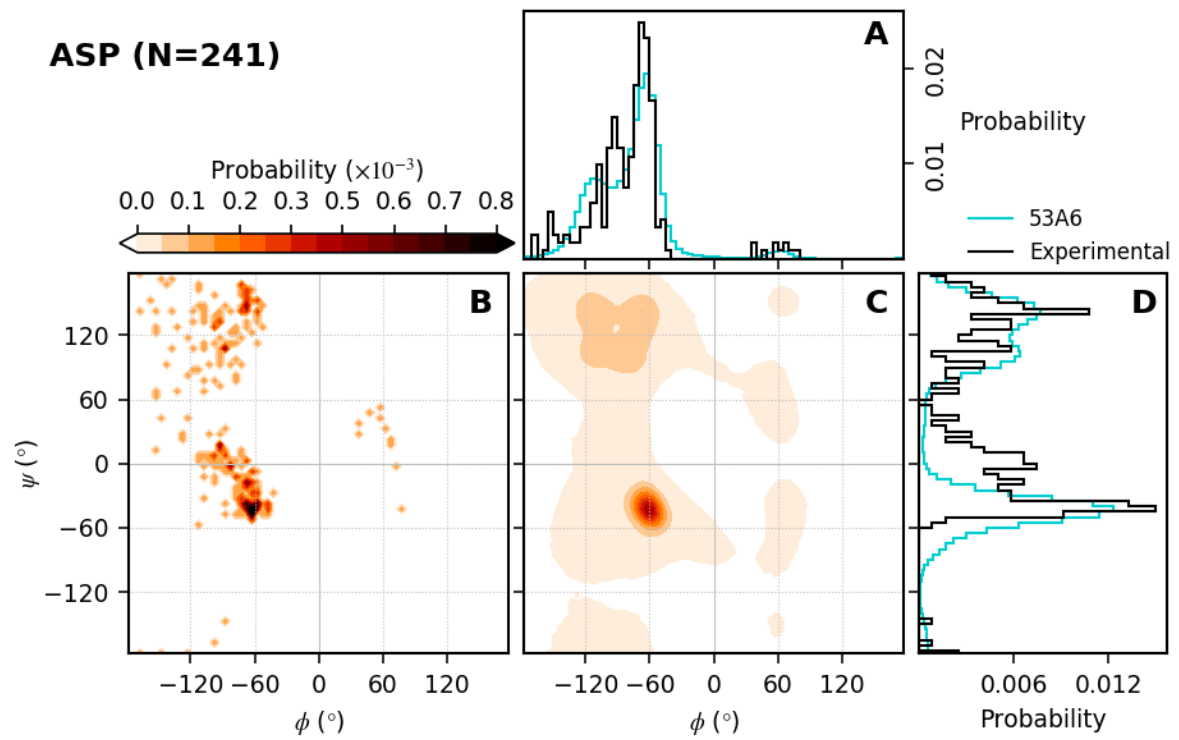 ASP (N=241)
A
0.02
0.01
Probability
Probability (×10⁻³)
0.0 0.1 0.2 0.3 0.5 0.6 0.7 0.8
53A6
Experimental
B
C
D
120
60
0
−60
−120
ψ (°)
−120 −60 0 60 120
ϕ (°)
−120 −60 0 60 120
ϕ (°)
0.006 0.012
Probability